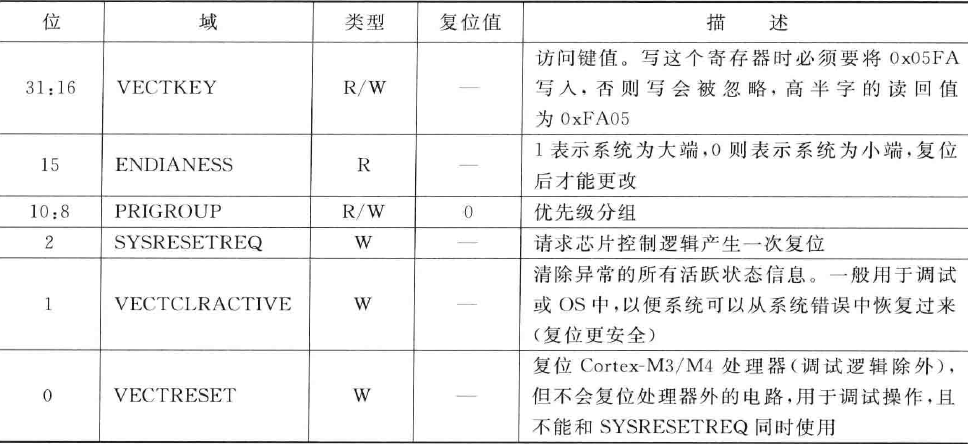 位 域 类型 复位值 描 述
访问键值。写这个寄存器时必须要将 0x05FA
31:16 VECTKEY R/W — 写入,否则写会被忽略,高半字的读回值
为 0xFA05
15 ENDIANESS R — 1 表示系统为大端,0 则表示系统为小端,复位
后才能更改
10:8 PRIGROUP R/W 0 优先级分组
2 SYSRESETREQ W — 请求芯片控制逻辑产生一次复位
清除异常的所有活跃状态信息。一般用于调试
1 VECTCLRACTIVE W — 或 OS 中,以便系统可以从系统错误中恢复过来
(复位更安全)
复位 Cortex-M3/M4 处理器(调试逻辑除外),
0 VECTRESET W — 但不会复位处理器外的电路,用于调试操作,且
不能和 SYSRESETREQ 同时使用